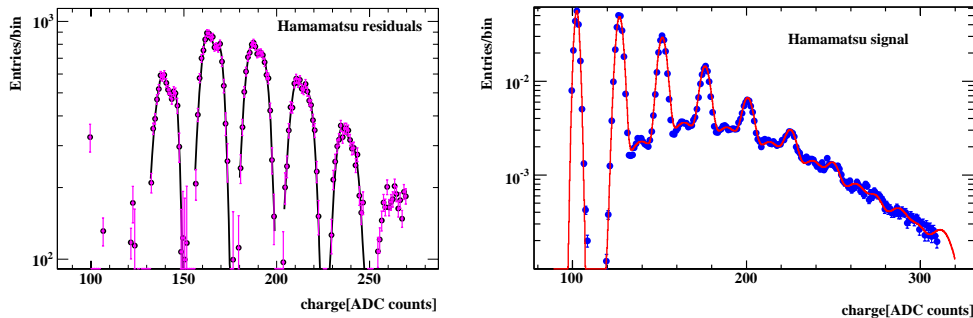 Hamamatsu residuals
Entries/bin
10³
10²
100
150
200
250
charge[ADC counts]
Hamamatsu signal
Entries/bin
10⁻²
10⁻³
100
200
300
charge[ADC counts]